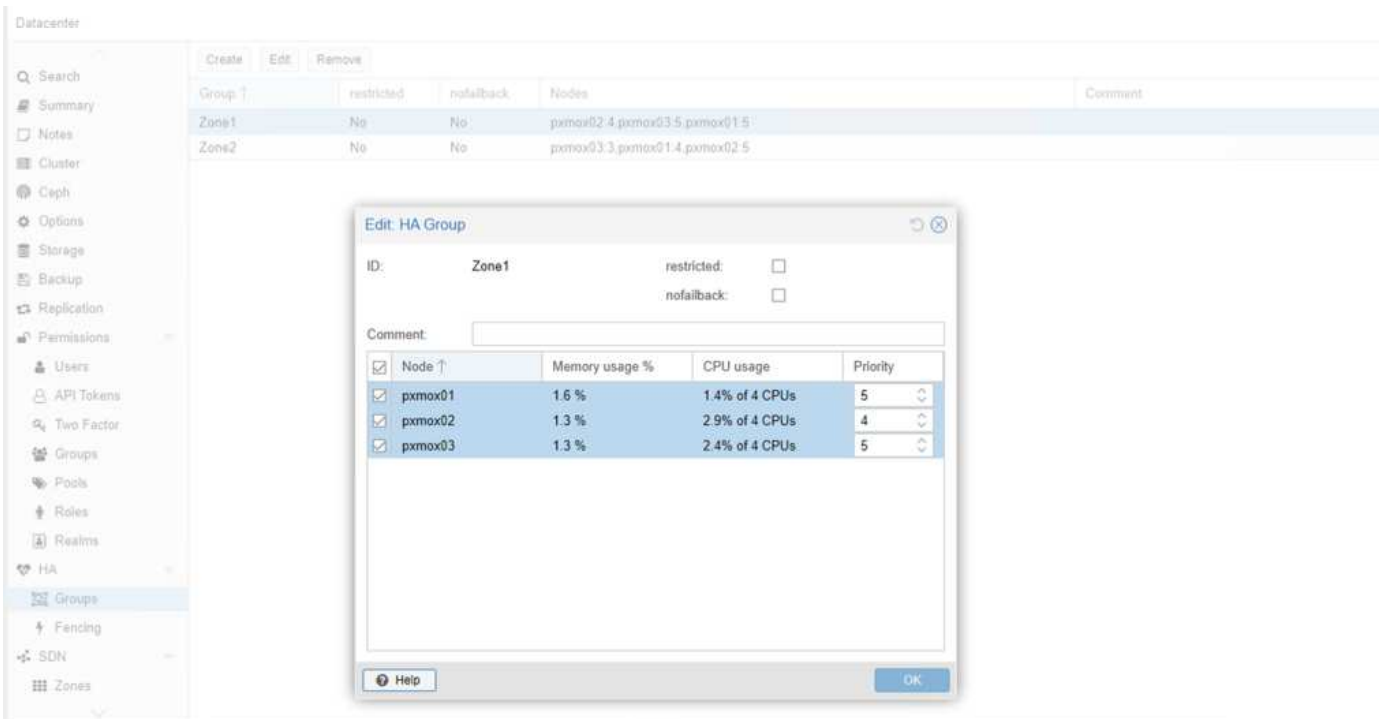 Datacenter
Search
Summary
Notes
Cluster
Ceph
Options
Storage
Backup
Replication
Permissions
Users
API Tokens
Two Factor
Groups
Pools
Roles
Realms
HA
Groups
Fencing
SDN
Zones
Create Edit Remove
Group ↑ restricted nofailback Nodes Comment
Zone1 No No pxmox02:4,pxmox03:5,pxmox01:5
Zone2 No No pxmox03:3,pxmox01:4,pxmox02:5
Edit: HA Group
ID: Zone1 restricted:
nofailback:
Comment:
Node ↑ Memory usage % CPU usage Priority
pxmox01 1.6 % 1.4% of 4 CPUs 5
pxmox02 1.3 % 2.9% of 4 CPUs 4
pxmox03 1.3 % 2.4% of 4 CPUs 5
Help OK